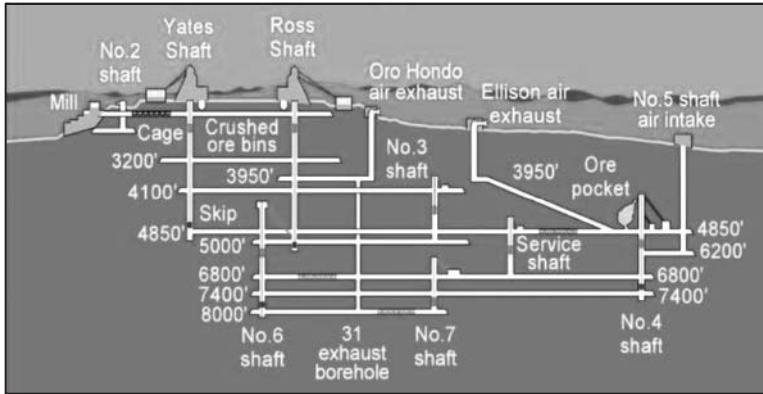 Yates
Shaft
Ross
Shaft
No.2
shaft
Oro Hondo
air exhaust
Ellison air
exhaust
No.5 shaft
air intake
Mill
Cage
Crushed
ore bins
No.3
shaft
3200'
3950'
3950'
Ore
pocket
4100'
Skip
4850'
4850'
5000'
Service
shaft
6200'
6800'
6800'
7400'
7400'
8000'
No.6
shaft
31
exhaust
borehole
No.7
shaft
No.4
shaft